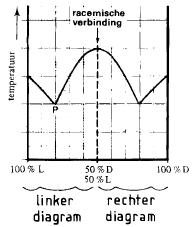 racemische
verbinding
temperatuur
P
100 % L 50 % D 100 % D
50 % L
linker rechter
diagram diagram